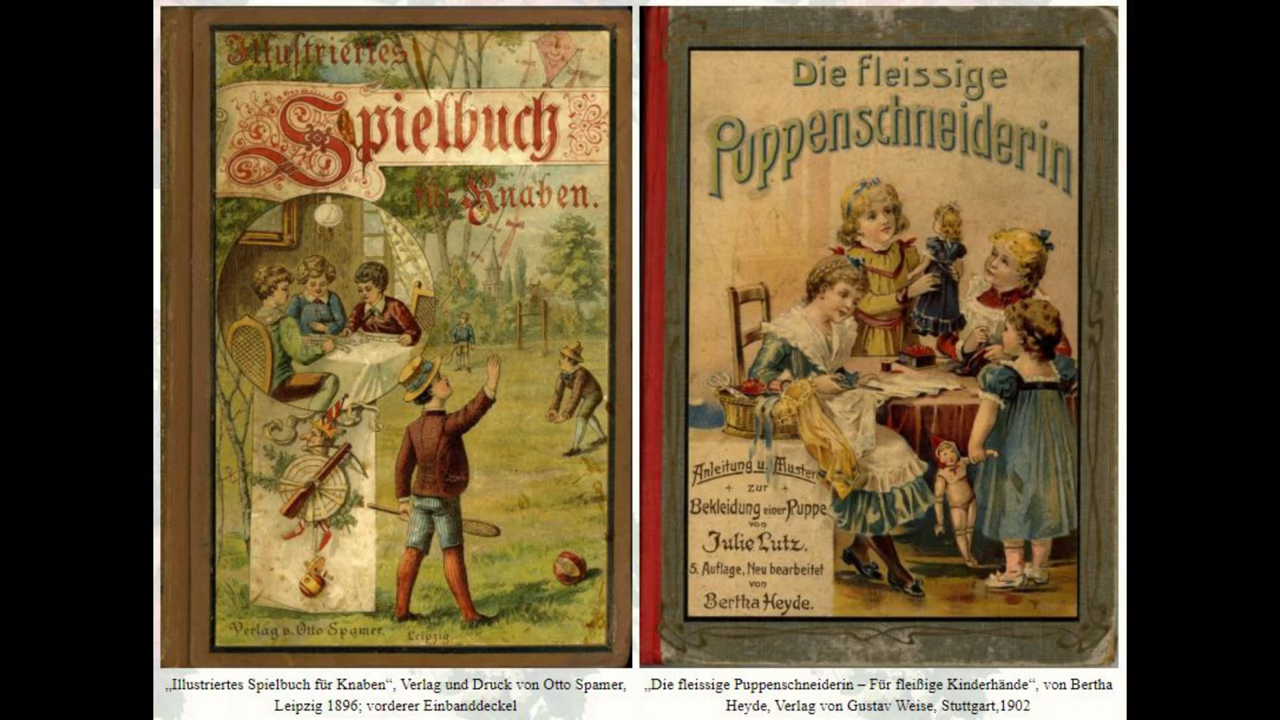 Illustriertes
Spielbuch
für Knaben.
Verlag v. Otto Spamer. Leipzig.
Die fleissige
Puppenschneiderin
Anleitung u. Muster
zur
Bekleidung einer Puppe
von
Julie Lutz.
5. Auflage, Neu bearbeitet
von
Bertha Heyde.
„Illustriertes Spielbuch für Knaben“, Verlag und Druck von Otto Spamer,
Leipzig 1896; vorderer Einbanddeckel
„Die fleissige Puppenschneiderin – Für fleißige Kinderhände“, von Bertha
Heyde, Verlag von Gustav Weise, Stuttgart,1902